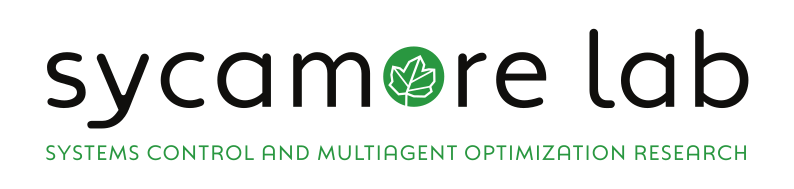 sycamore lab
SYSTEMS CONTROL AND MULTIAGENT OPTIMIZATION RESEARCH